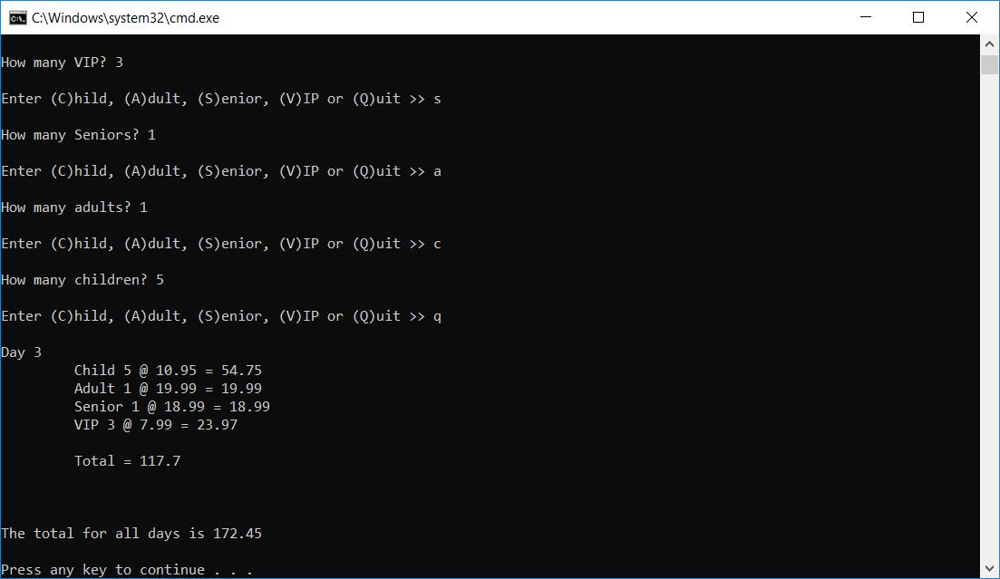 C:\Windows\system32\cmd.exe
How many VIP? 3
Enter (C)hild, (A)dult, (S)enior, (V)IP or (Q)uit >> s
How many Seniors? 1
Enter (C)hild, (A)dult, (S)enior, (V)IP or (Q)uit >> a
How many adults? 1
Enter (C)hild, (A)dult, (S)enior, (V)IP or (Q)uit >> c
How many children? 5
Enter (C)hild, (A)dult, (S)enior, (V)IP or (Q)uit >> q
Day 3
Child 5 @ 10.95 = 54.75
Adult 1 @ 19.99 = 19.99
Senior 1 @ 18.99 = 18.99
VIP 3 @ 7.99 = 23.97
Total = 117.7
The total for all days is 172.45
Press any key to continue . . .